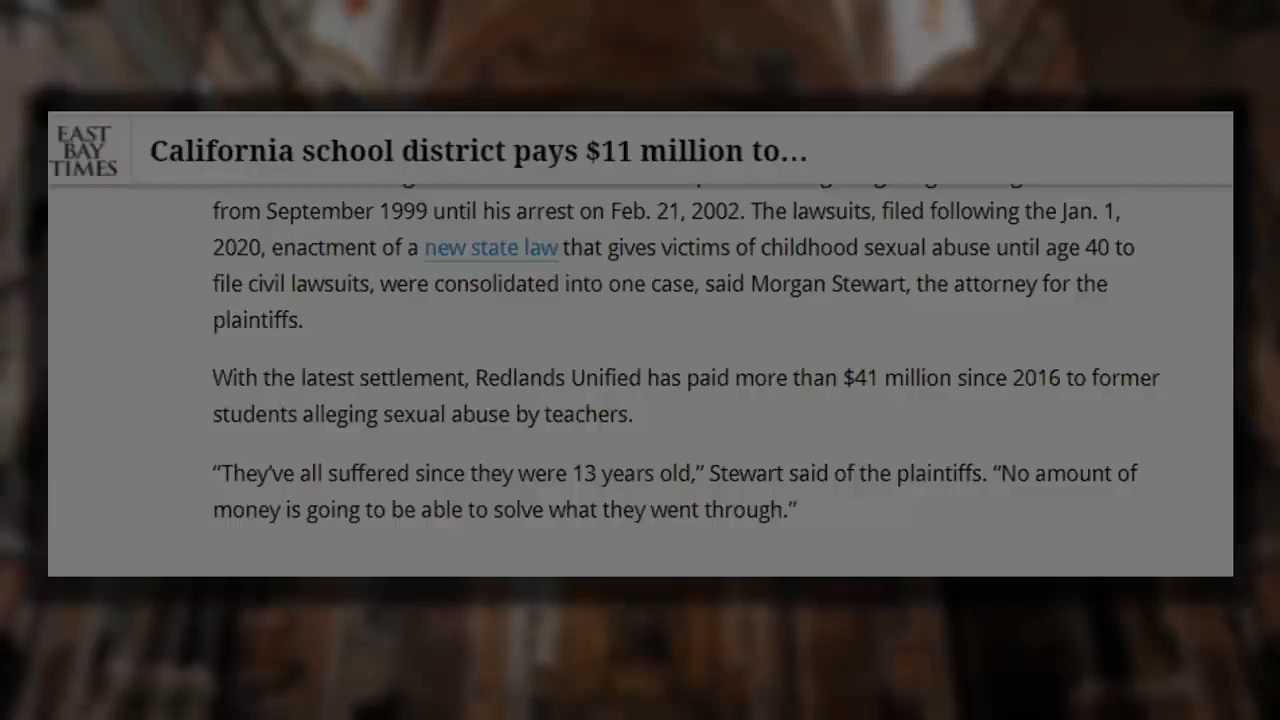 EAST
BAY
TIMES
California school district pays $11 million to...
from September 1999 until his arrest on Feb. 21, 2002. The lawsuits, filed following the Jan. 1,
2020, enactment of a new state law that gives victims of childhood sexual abuse until age 40 to
file civil lawsuits, were consolidated into one case, said Morgan Stewart, the attorney for the
plaintiffs.
With the latest settlement, Redlands Unified has paid more than $41 million since 2016 to former
students alleging sexual abuse by teachers.
“They’ve all suffered since they were 13 years old,” Stewart said of the plaintiffs. “No amount of
money is going to be able to solve what they went through.”